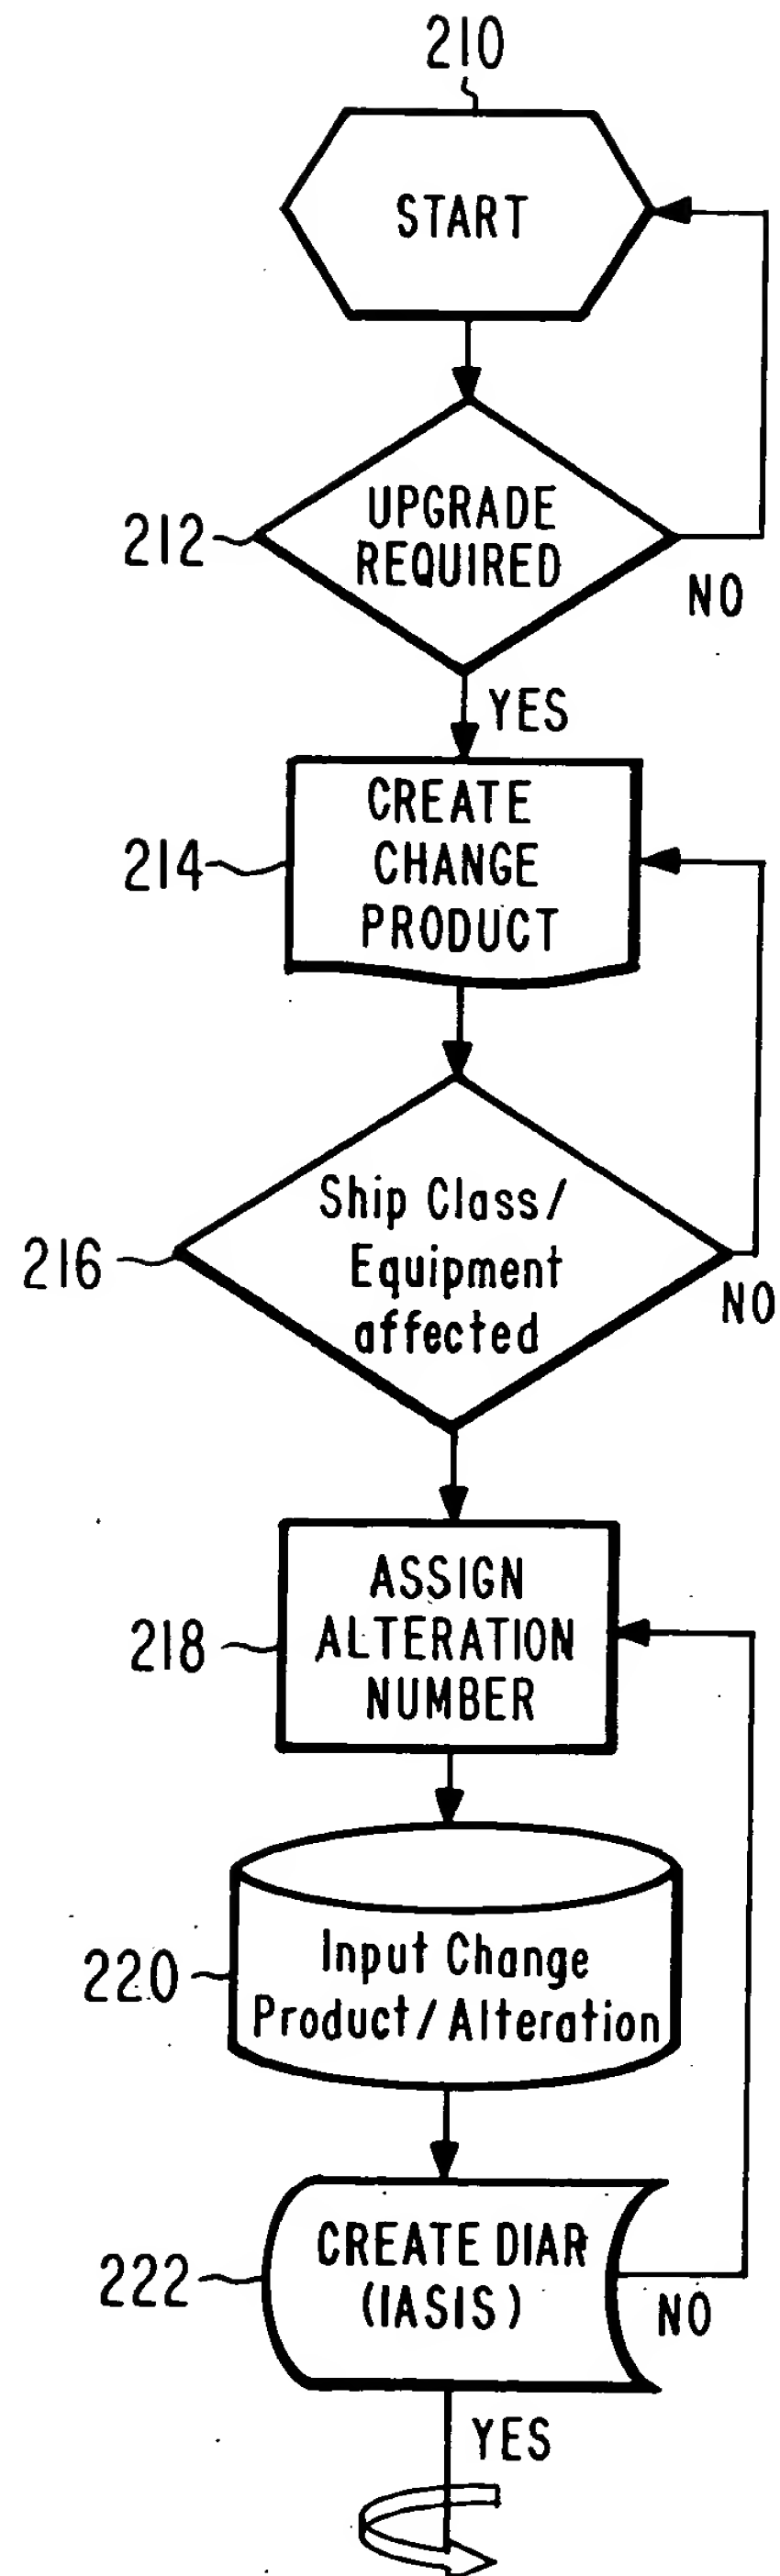 210
START
212
UPGRADE
REQUIRED
NO
YES
214
CREATE
CHANGE
PRODUCT
216
Ship Class/
Equipment
affected
NO
218
ASSIGN
ALTERATION
NUMBER
220
Input Change
Product/Alteration
222
CREATE DIAR
(IASIS)
NO
YES